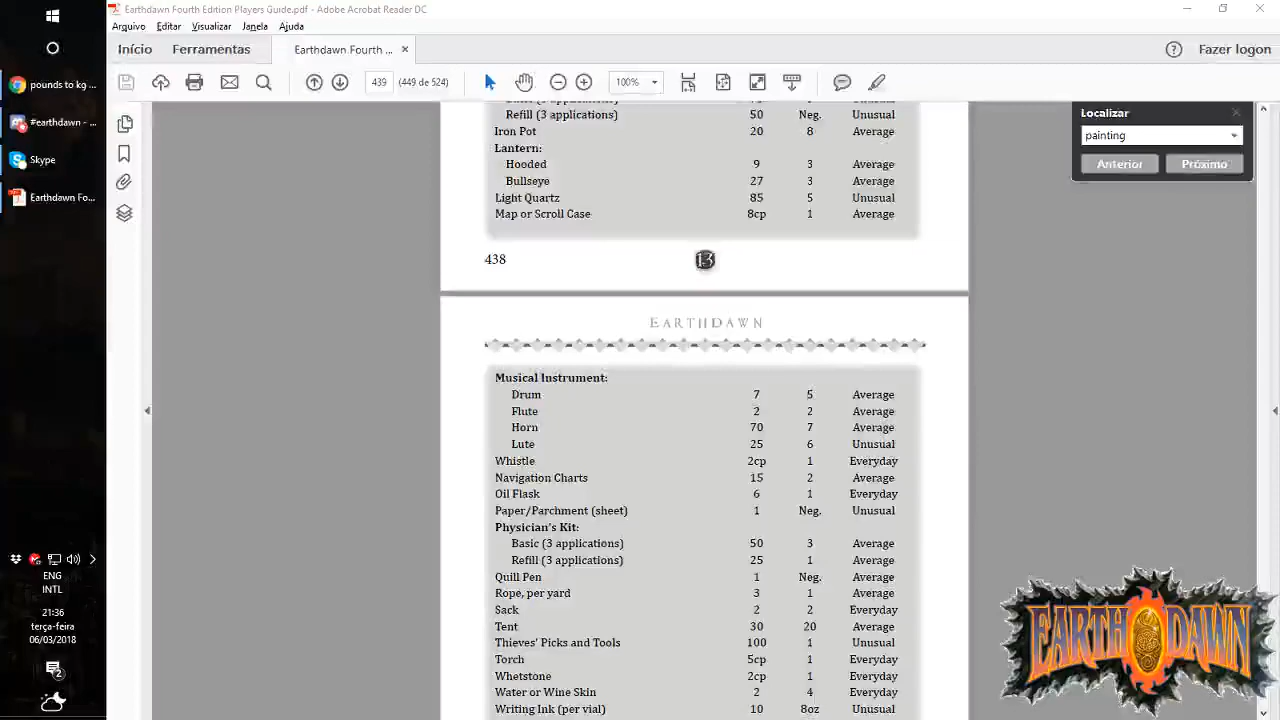 Earthdawn Fourth Edition Players Guide.pdf - Adobe Acrobat Reader DC
Arquivo Editar Visualizar Janela Ajuda
Início Ferramentas Earthdawn Fourth ... Fazer logon
439 (449 de 524) 100%
pounds to kg ...
#earthdawn - ...
Skype
Earthdawn Fo...
Localizar
painting
Anterior Próximo
Refill (3 applications) 50 Neg. Unusual
Iron Pot 20 8 Average
Lantern:
Hooded 9 3 Average
Bullseye 27 3 Average
Light Quartz 85 5 Unusual
Map or Scroll Case 8cp 1 Average
438 13
EARTHDAWN
Musical Instrument:
Drum 7 5 Average
Flute 2 2 Average
Horn 70 7 Average
Lute 25 6 Unusual
Whistle 2cp 1 Everyday
Navigation Charts 15 2 Average
Oil Flask 6 1 Everyday
Paper/Parchment (sheet) 1 Neg. Unusual
Physician's Kit:
Basic (3 applications) 50 3 Average
Refill (3 applications) 25 1 Average
Quill Pen 1 Neg. Average
Rope, per yard 3 1 Average
Sack 2 2 Everyday
Tent 30 20 Average
Thieves' Picks and Tools 100 1 Unusual
Torch 5cp 1 Everyday
Whetstone 2cp 1 Everyday
Water or Wine Skin 2 4 Everyday
Writing Ink (per vial) 10 8oz Unusual
ENG
INTL
21:36
terça-feira
06/03/2018
2
EARTHDAWN